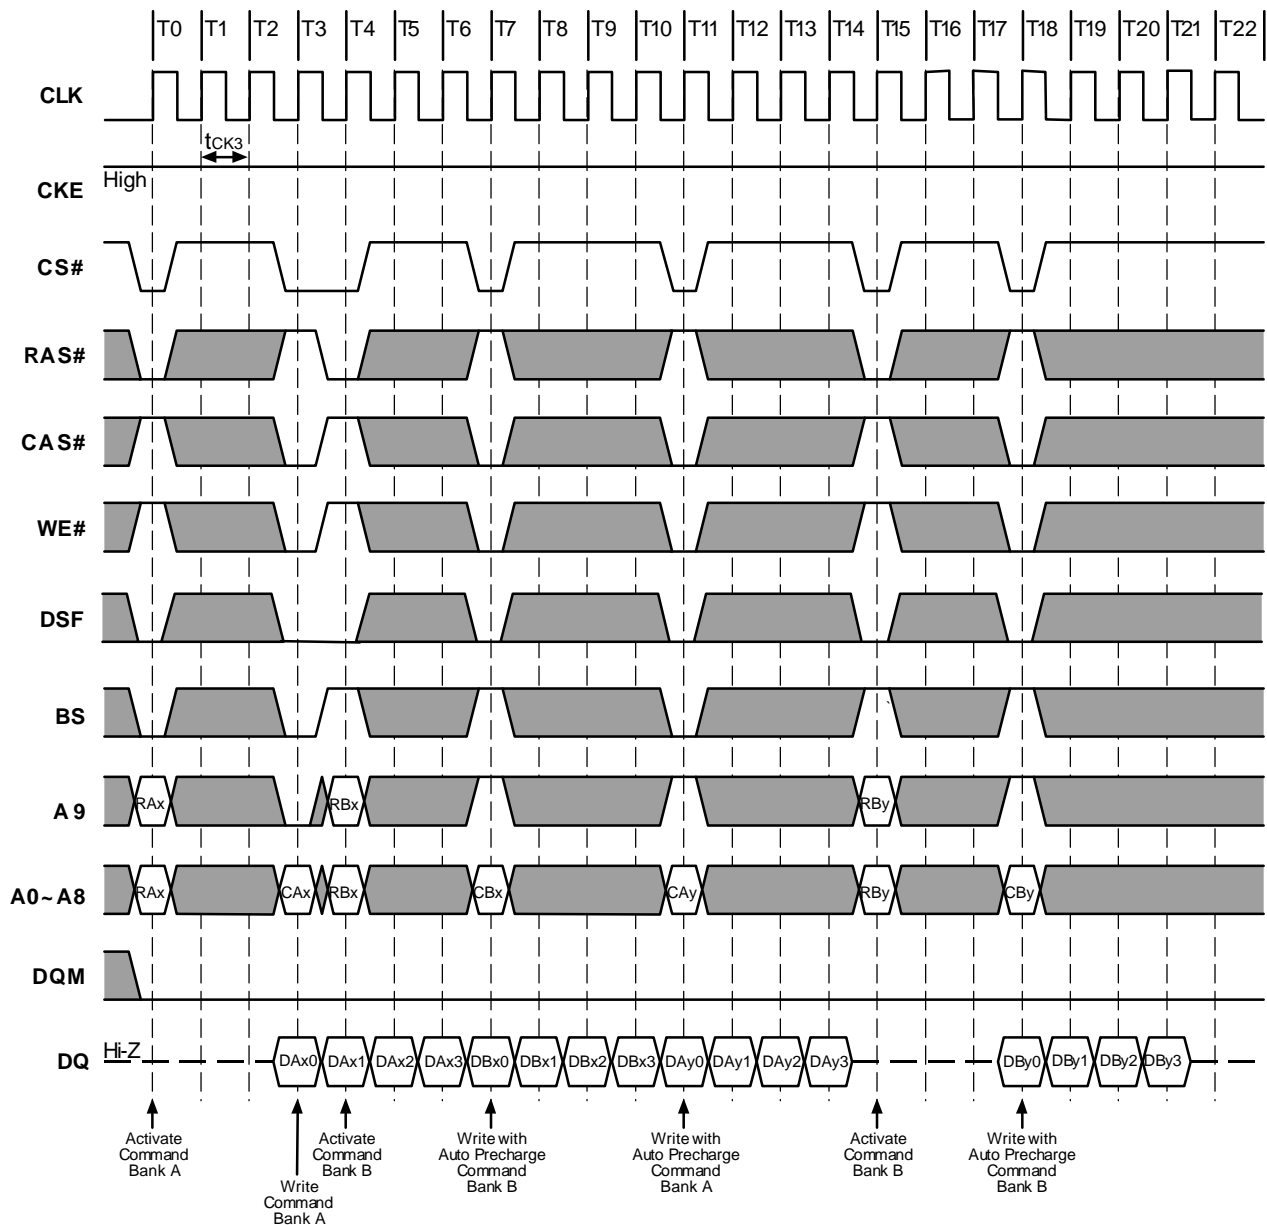 T0 T1 T2 T3 T4 T5 T6 T7 T8 T9 T10 T11 T12 T13 T14 T15 T16 T17 T18 T19 T20 T21 T22
CLK
tCK3
High
CKE
CS#
RAS#
CAS#
WE#
DSF
BS
A9 RAx RBx RBy
A0~A8 RAx CAx RBx CBx CAy RBy CBy
DQM
DQ Hi-Z DAx0 DAx1 DAx2 DAx3 DBx0 DBx1 DBx2 DBx3 DAy0 DAy1 DAy2 DAy3 DBy0 DBy1 DBy2 DBy3
Activate
Command
Bank A
Write
Command
Bank A
Activate
Command
Bank B
Write with
Auto Precharge
Command
Bank B
Write with
Auto Precharge
Command
Bank A
Activate
Command
Bank B
Write with
Auto Precharge
Command
Bank B